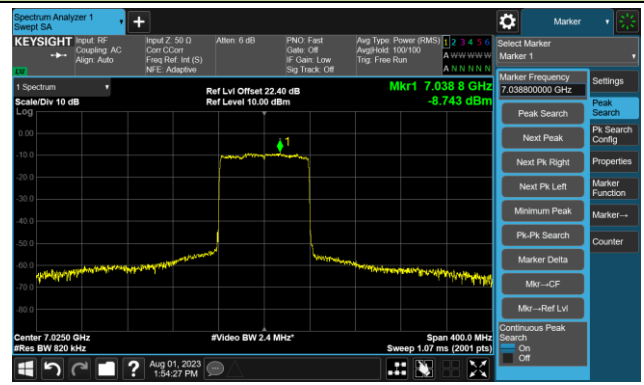 Spectrum Analyzer 1
Swept SA
+
Marker
KEYSIGHT
Input: RF
Coupling: AC
Align: Auto
Input Z: 50 Ω
Corr CCorr
Freq Ref: Int (S)
NFE: Adaptive
Atten: 6 dB
PNO: Fast
Gate: Off
IF Gain: Low
Sig Track: Off
Avg Type: Power (RMS)
Avg|Hold: 100/100
Trig: Free Run
1 2 3 4 5 6
A W W W W W
A N N N N N
LV
Select Marker
Marker 1
1 Spectrum
Scale/Div 10 dB
Log
Ref Lvl Offset 22.40 dB
Ref Level 10.00 dBm
Mkr1 7.038 8 GHz
-8.743 dBm
1
0.00
-10.0
-20.0
-30.0
-40.0
-50.0
-60.0
-70.0
-80.0
Center 7.0250 GHz
#Res BW 820 kHz
#Video BW 2.4 MHz*
Span 400.0 MHz
Sweep 1.07 ms (2001 pts)
Marker Frequency
7.038800000 GHz
Peak Search
Next Peak
Next Pk Right
Next Pk Left
Minimum Peak
Pk-Pk Search
Marker Delta
Mkr→CF
Mkr→Ref Lvl
Continuous Peak
Search
On
Off
Settings
Peak
Search
Pk Search
Config
Properties
Marker
Function
Marker→
Counter
?
Aug 01, 2023
1:54:27 PM